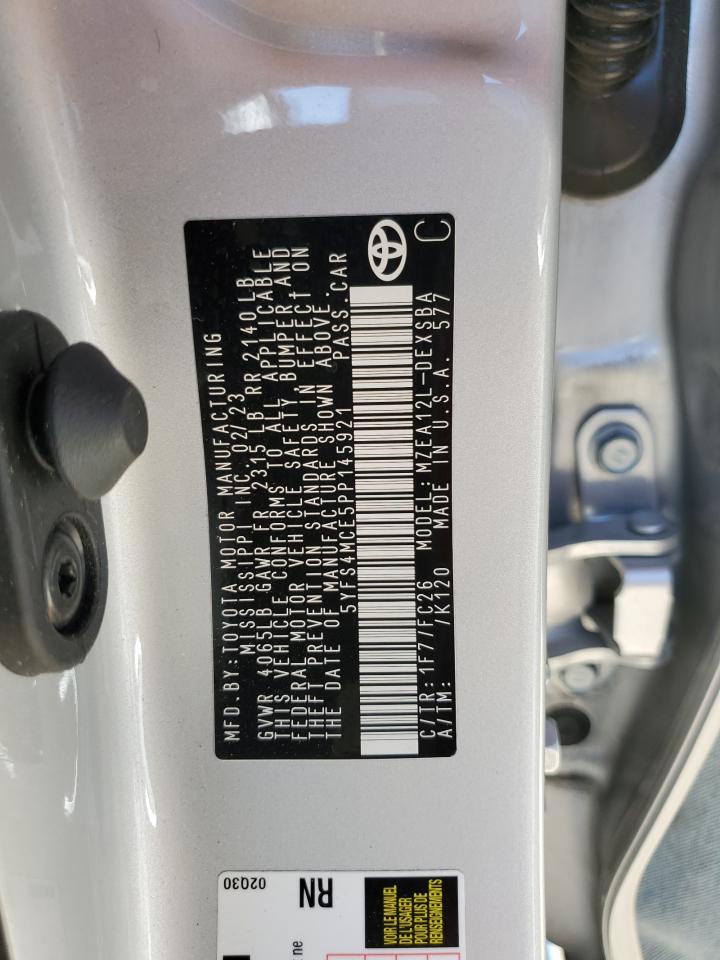 MFD.BY:TOYOTA MOTOR MANUFACTURING
MISSISSIPPI INC. 02/23
GVWR 4065LB GAWR FR 2315 LB RR 2140 LB
THIS VEHICLE CONFORMS TO ALL APPLICABLE
FEDERAL MOTOR VEHICLE SAFETY BUMPER AND
THEFT PREVENTION STANDARDS IN EFFECT ON
THE DATE OF MANUFACTURE SHOWN ABOVE.
5YFS4MCE5PP145921 PASS.CAR
C/TR:1F7/FC26 MODEL:MZEA12L-DEXSBA
A/TM: /K120 MADE IN U.S.A. 577
C
02Q30
RN
VOIR LE MANUEL
DE L'USAGER
POUR PLUS DE
RENSEIGNEMENTS
ne